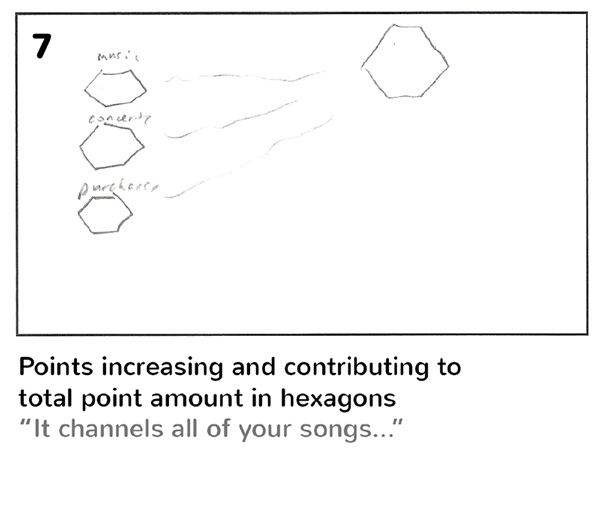 7
music
concerts
purchases
Points increasing and contributing to
total point amount in hexagons
“It channels all of your songs...”